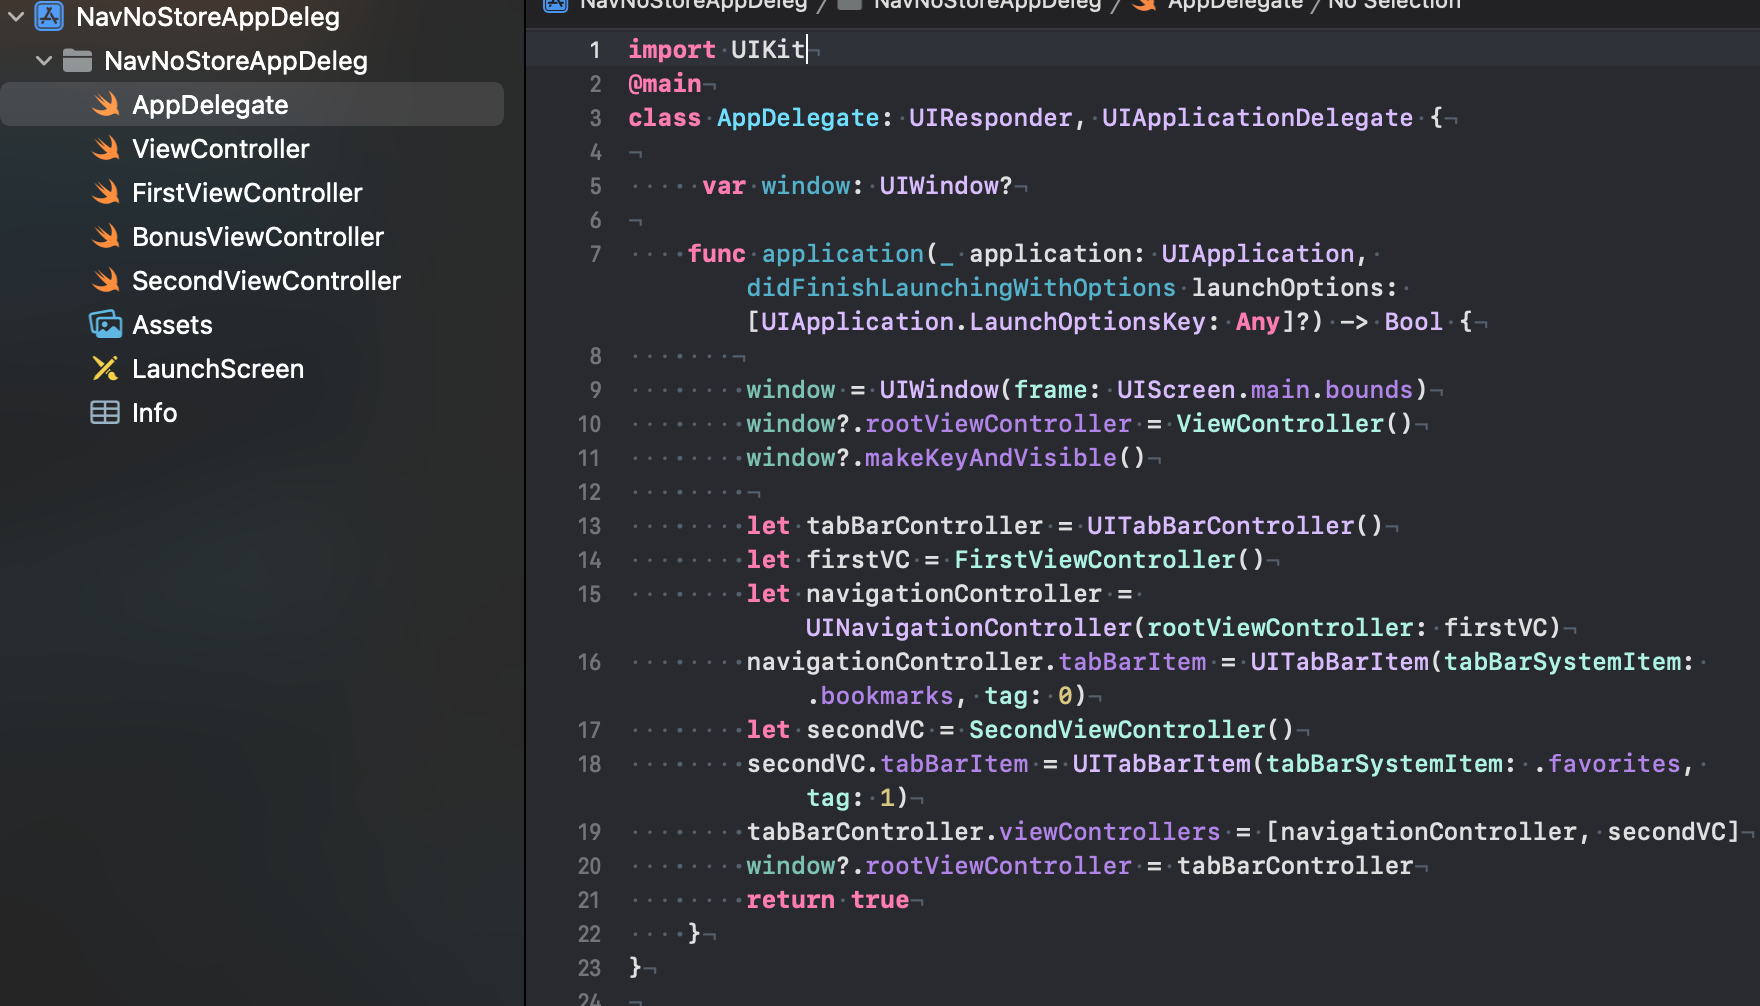 NavNoStoreAppDeleg
NavNoStoreAppDeleg
AppDelegate
ViewController
FirstViewController
BonusViewController
SecondViewController
Assets
LaunchScreen
Info
NavNoStoreAppDeleg / NavNoStoreAppDeleg / AppDelegate / No Selection
1 import UIKit
2 @main
3 class AppDelegate: UIResponder, UIApplicationDelegate {
4
5 var window: UIWindow?
6
7 func application(_ application: UIApplication,
didFinishLaunchingWithOptions launchOptions:
[UIApplication.LaunchOptionsKey: Any]?) -> Bool {
8
9 window = UIWindow(frame: UIScreen.main.bounds)
10 window?.rootViewController = ViewController()
11 window?.makeKeyAndVisible()
12
13 let tabBarController = UITabBarController()
14 let firstVC = FirstViewController()
15 let navigationController =
UINavigationController(rootViewController: firstVC)
16 navigationController.tabBarItem = UITabBarItem(tabBarSystemItem:
.bookmarks, tag: 0)
17 let secondVC = SecondViewController()
18 secondVC.tabBarItem = UITabBarItem(tabBarSystemItem: .favorites,
tag: 1)
19 tabBarController.viewControllers = [navigationController, secondVC]
20 window?.rootViewController = tabBarController
21 return true
22 }
23 }
24